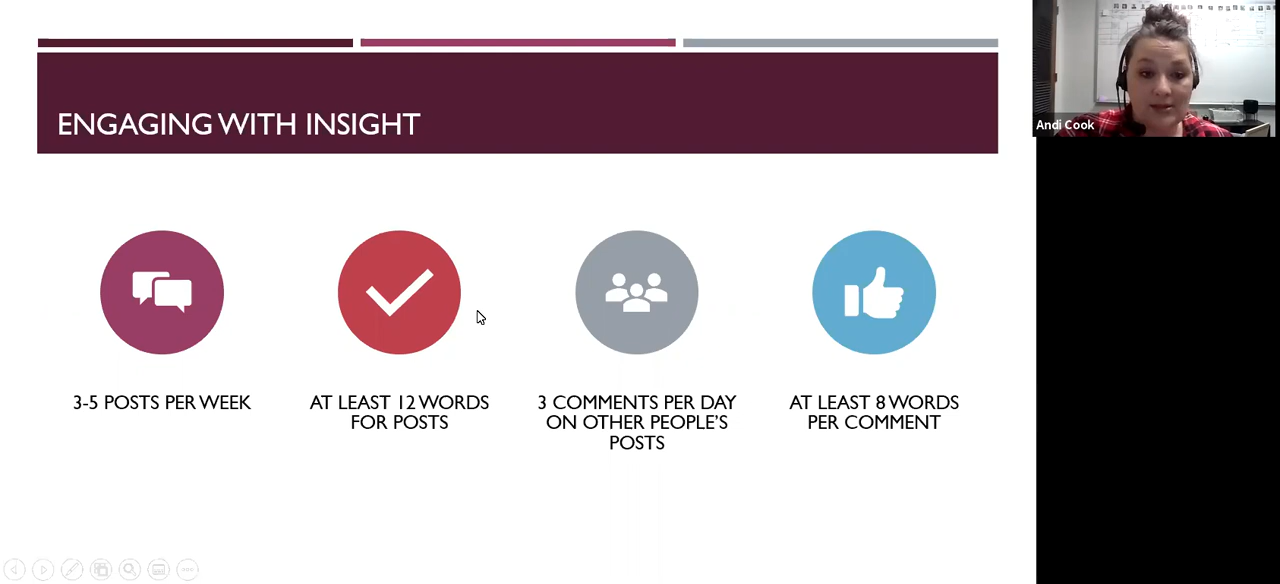 ENGAGING WITH INSIGHT
3-5 POSTS PER WEEK
AT LEAST 12 WORDS
FOR POSTS
3 COMMENTS PER DAY
ON OTHER PEOPLE'S
POSTS
AT LEAST 8 WORDS
PER COMMENT
Andi Cook